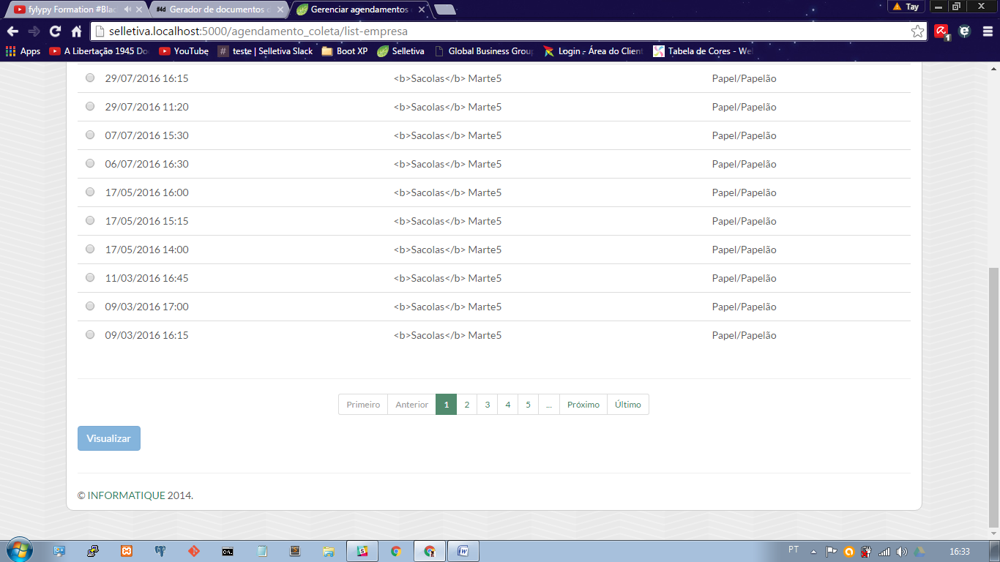 fylypy Formation #Blac
Gerador de documentos
Gerenciar agendamentos
Tay
selletiva.localhost:5000/agendamento_coleta/list-empresa
1
Apps
A Libertação 1945 Do
YouTube
teste | Selletiva Slack
Boot XP
Selletiva
Global Business Grou
Login - Área do Client
Tabela de Cores - We
29/07/2016 16:15 <b>Sacolas</b> Marte5 Papel/Papelão
29/07/2016 11:20 <b>Sacolas</b> Marte5 Papel/Papelão
07/07/2016 15:30 <b>Sacolas</b> Marte5 Papel/Papelão
06/07/2016 16:30 <b>Sacolas</b> Marte5 Papel/Papelão
17/05/2016 16:00 <b>Sacolas</b> Marte5 Papel/Papelão
17/05/2016 15:15 <b>Sacolas</b> Marte5 Papel/Papelão
17/05/2016 14:00 <b>Sacolas</b> Marte5 Papel/Papelão
11/03/2016 16:45 <b>Sacolas</b> Marte5 Papel/Papelão
09/03/2016 17:00 <b>Sacolas</b> Marte5 Papel/Papelão
09/03/2016 16:15 <b>Sacolas</b> Marte5 Papel/Papelão
Primeiro Anterior 1 2 3 4 5 ... Próximo Último
Visualizar
© INFORMATIQUE 2014.
PT
16:33